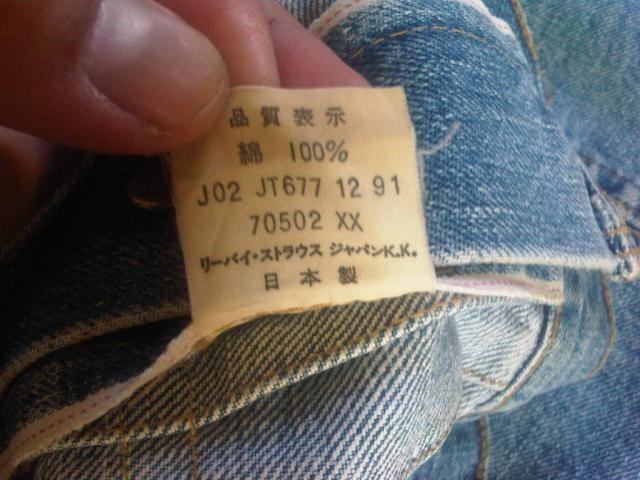 品質表示
綿 100%
J02 JT677 12 91
70502 XX
リーバイ・ストラウス ジャパンK.K.
日本製